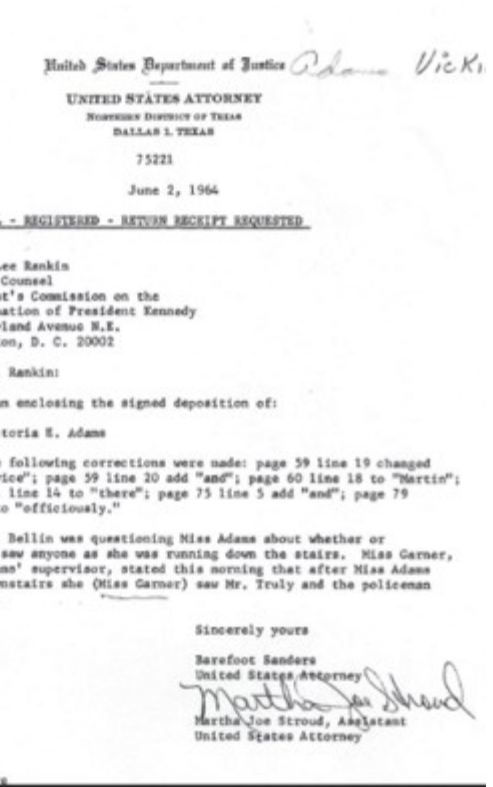 United States Department of Justice Adams Vicki
UNITED STATES ATTORNEY
NORTHERN DISTRICT OF TEXAS
DALLAS 1, TEXAS
75221
June 2, 1964
- REGISTERED - RETURN RECEIPT REQUESTED
ee Rankin
Counsel
t's Commission on the
ation of President Kennedy
yland Avenue N.E.
on, D. C. 20002
Rankin:
m enclosing the signed deposition of:
toria E. Adams
e following corrections were made: page 59 line 19 changed
vice"; page 59 line 20 add "and"; page 60 line 18 to "Martin";
line 14 to "there"; page 75 line 5 add "and"; page 79
o "officiously."
Bellin was questioning Miss Adams about whether or
saw anyone as she was running down the stairs. Miss Garner,
ms' supervisor, stated this morning that after Miss Adams
nstairs she (Miss Garner) saw Mr. Truly and the policeman
Sincerely yours
Barefoot Sanders
United States Attorney
Martha Joe Stroud
Martha Joe Stroud, Assistant
United States Attorney